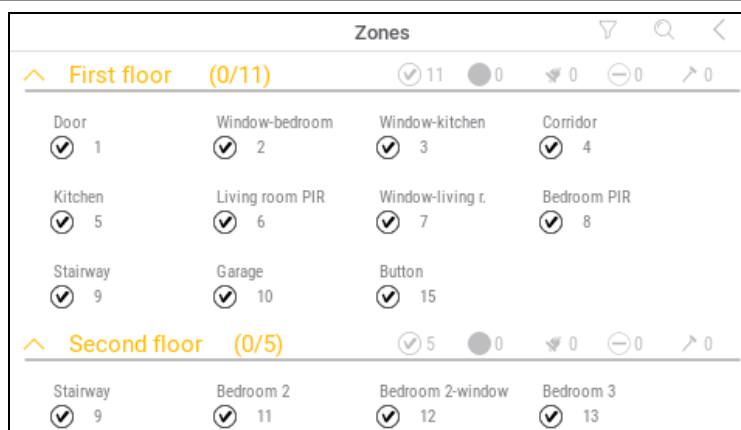 Zones
First floor (0/11) 11 0 0 0 0
Door Window-bedroom Window-kitchen Corridor
1 2 3 4
Kitchen Living room PIR Window-living r. Bedroom PIR
5 6 7 8
Stairway Garage Button
9 10 15
Second floor (0/5) 5 0 0 0 0
Stairway Bedroom 2 Bedroom 2-window Bedroom 3
9 11 12 13